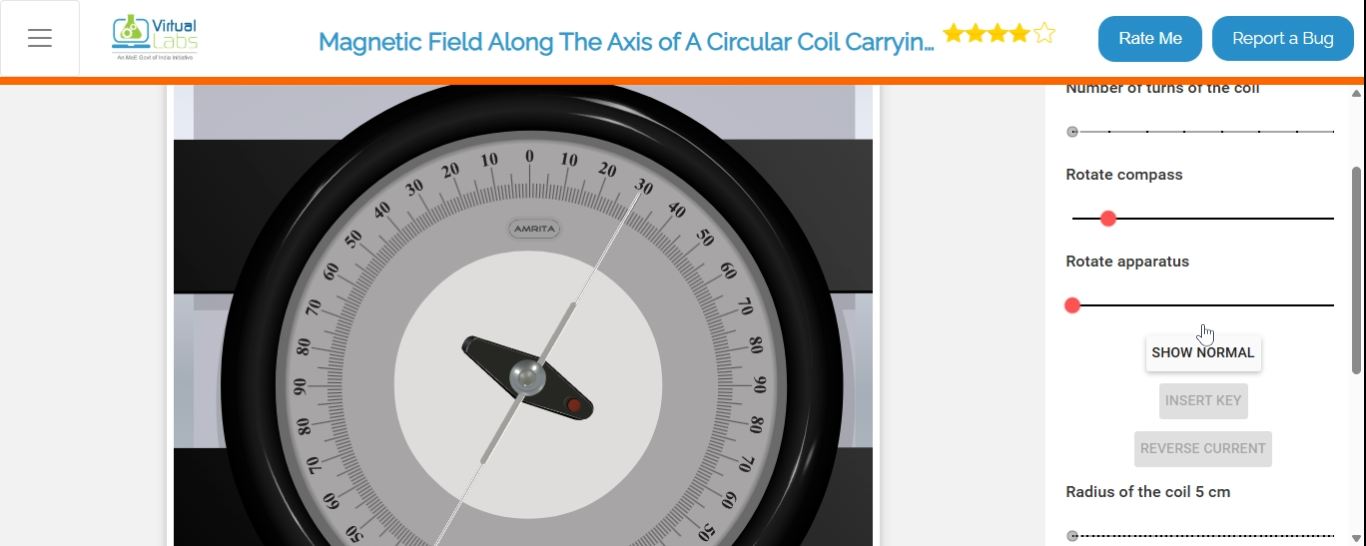 Virtual
Labs
An MoE Govt of India Initiative
Magnetic Field Along The Axis of A Circular Coil Carryin...
Rate Me
Report a Bug
Number of turns of the coil
Rotate compass
Rotate apparatus
SHOW NORMAL
INSERT KEY
REVERSE CURRENT
Radius of the coil 5 cm
0
10 10
20 20
30 30
40 40
50 50
60 60
70 70
80 80
90 90
80 80
70 70
60 60
50 50
AMRITA